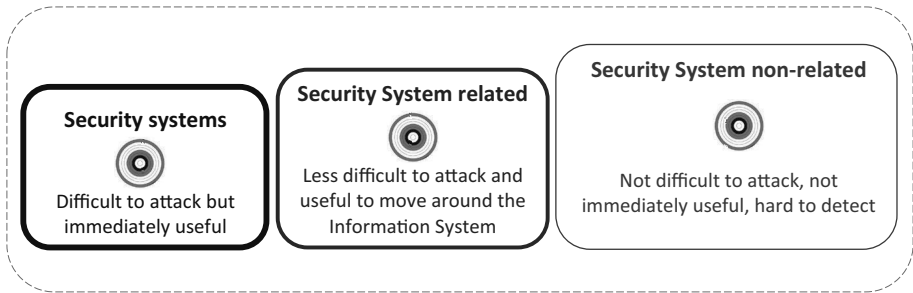 Security systems
Difficult to attack but
immediately useful
Security System related
Less difficult to attack and
useful to move around the
Information System
Security System non-related
Not difficult to attack, not
immediately useful, hard to detect